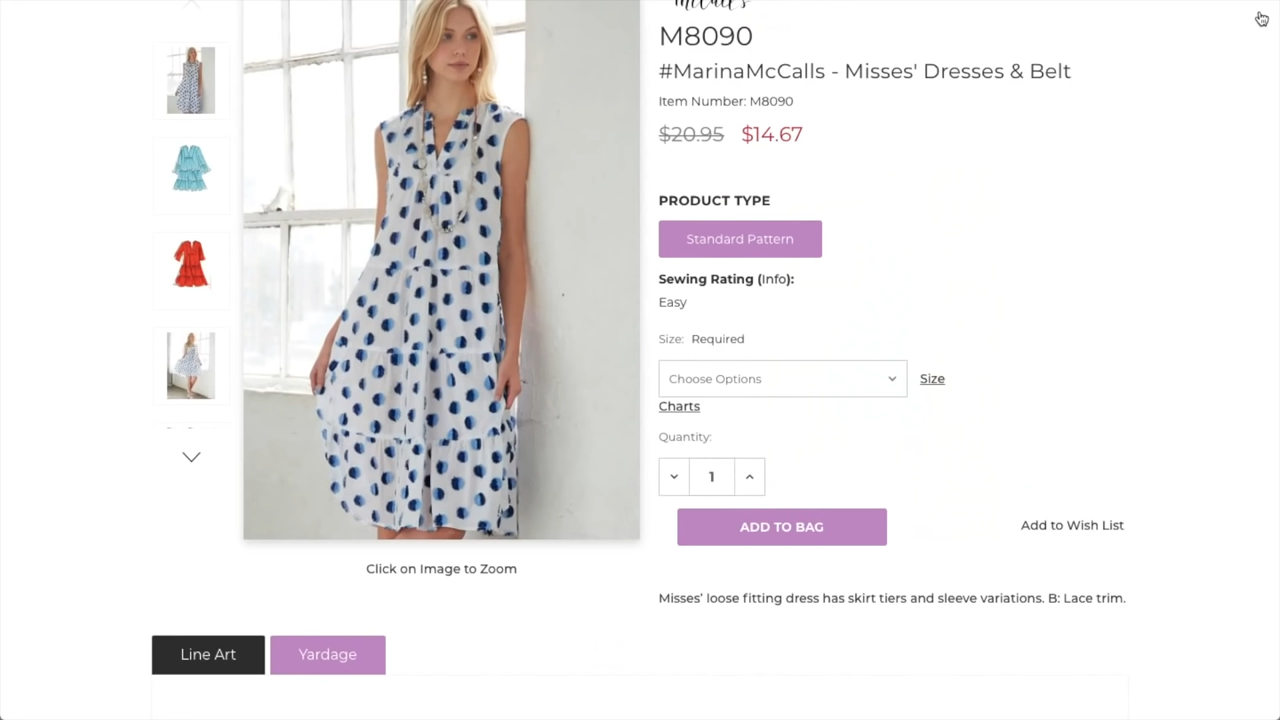 M8090
#MarinaMcCalls - Misses' Dresses & Belt
Item Number: M8090
$20.95 $14.67
PRODUCT TYPE
Standard Pattern
Sewing Rating (Info):
Easy
Size: Required
Choose Options
Size
Charts
Quantity:
1
ADD TO BAG
Add to Wish List
Click on Image to Zoom
Misses’ loose fitting dress has skirt tiers and sleeve variations. B: Lace trim.
Line Art
Yardage